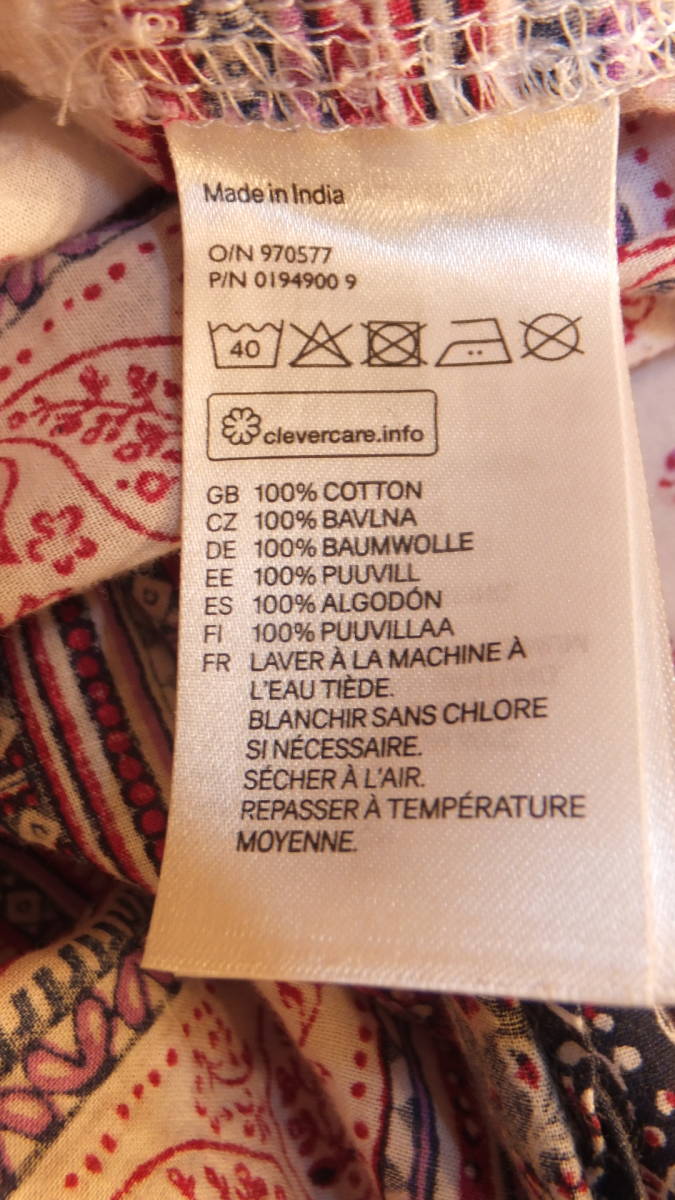 Made in India
O/N 970577
P/N 0194900 9
40
clevercare.info
GB 100% COTTON
CZ 100% BAVLNA
DE 100% BAUMWOLLE
EE 100% PUUVILL
ES 100% ALGODÓN
FI 100% PUUVILLAA
FR LAVER À LA MACHINE À
L'EAU TIÈDE.
BLANCHIR SANS CHLORE
SI NÉCESSAIRE.
SÉCHER À L'AIR.
REPASSER À TEMPÉRATURE
MOYENNE.